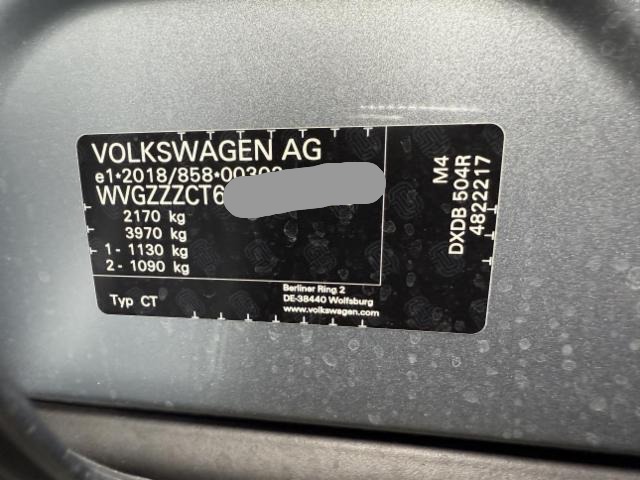 VOLKSWAGEN AG
e1*2018/858*00303
WVGZZZCT6
2170 kg
3970 kg
1 - 1130 kg
2 - 1090 kg
Typ CT
Berliner Ring 2
DE-38440 Wolfsburg
www.volkswagen.com
M4
DXDB 504R
4822217